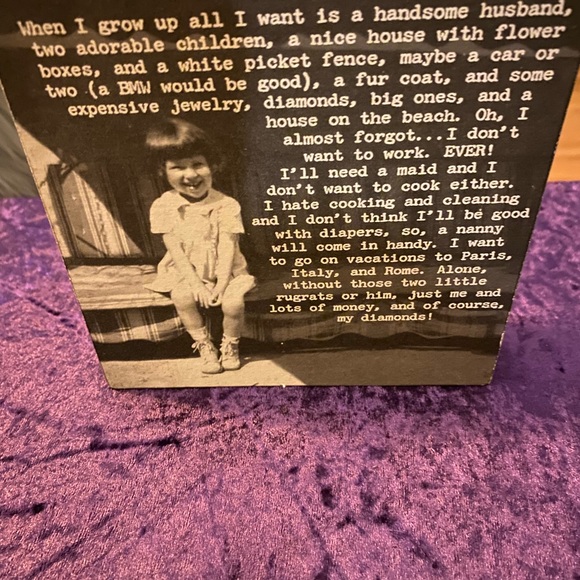 When I grow up all I want is a handsome husband,
two adorable children, a nice house with flower
boxes, and a white picket fence, maybe a car or
two (a BMW would be good), a fur coat, and some
expensive jewelry, diamonds, big ones, and a
house on the beach. Oh, I
almost forgot...I don't
want to work. EVER!
I'll need a maid and I
don't want to cook either.
I hate cooking and cleaning
and I don't think I'll be good
with diapers, so, a nanny
will come in handy. I want
to go on vacations to Paris,
Italy, and Rome. Alone,
without those two little
rugrats or him, just me and
lots of money, and of course,
my diamonds!